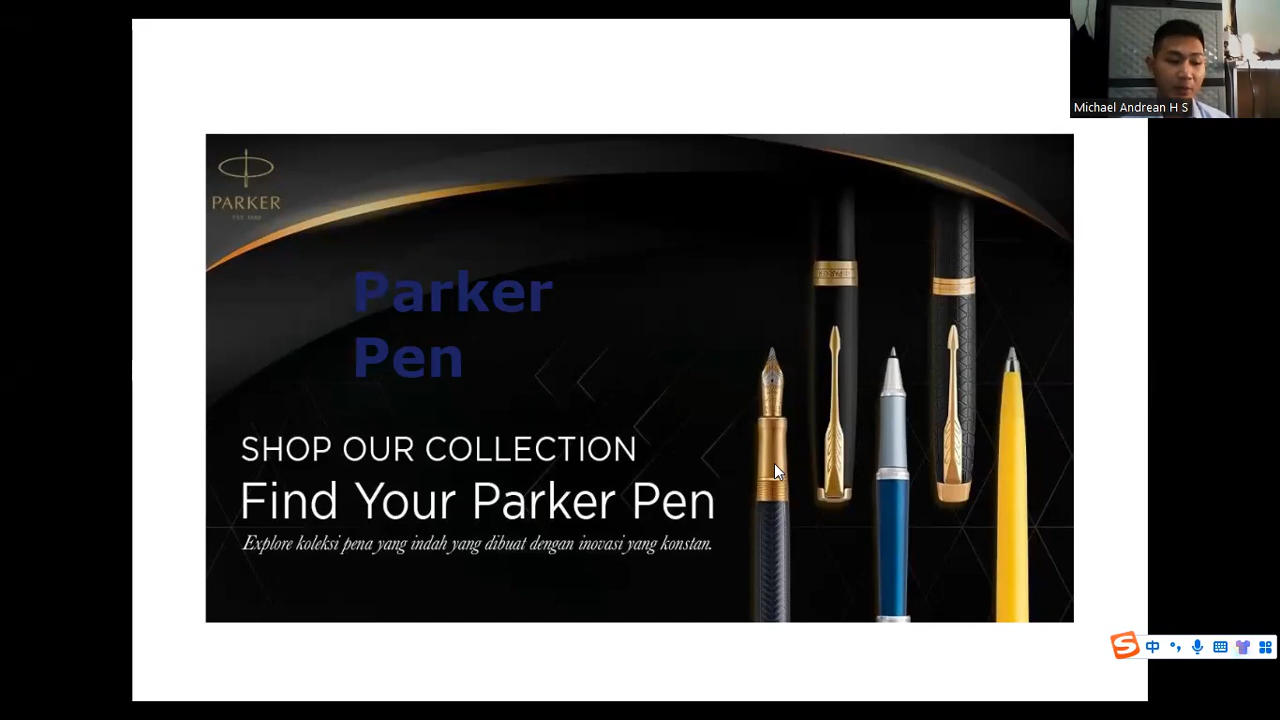 Michael Andrean H S
PARKER
Parker
Pen
SHOP OUR COLLECTION
Find Your Parker Pen
Explore koleksi pena yang indah yang dibuat dengan inovasi yang konstan.
中